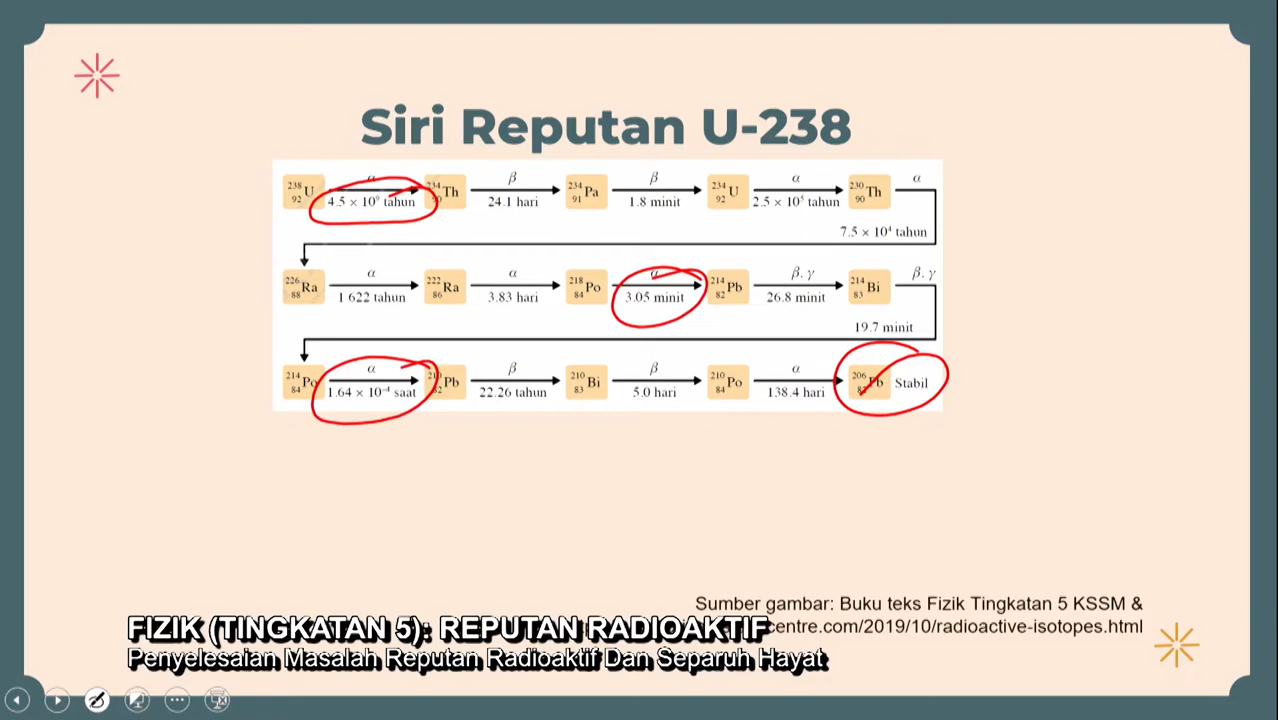 Siri Reputan U-238
α β β α α
238 92 U 234 Th 234 91 Pa 234 92 U 230 90 Th
4.5 × 10⁹ tahun 24.1 hari 1.8 minit 2.5 × 10⁵ tahun
7.5 × 10⁴ tahun
α α α β, γ β, γ
226 88 Ra 222 86 Ra 218 84 Po 214 82 Pb 214 83 Bi
1 622 tahun 3.83 hari 3.05 minit 26.8 minit
19.7 minit
α β β α
214 84 Po 210 82 Pb 210 83 Bi 210 84 Po 206 82 Pb Stabil
1.64 × 10⁻⁴ saat 22.26 tahun 5.0 hari 138.4 hari
Sumber gambar: Buku teks Fizik Tingkatan 5 KSSM &
centre.com/2019/10/radioactive-isotopes.html
FIZIK (TINGKATAN 5): REPUTAN RADIOAKTIF
Penyelesaian Masalah Reputan Radioaktif Dan Separuh Hayat